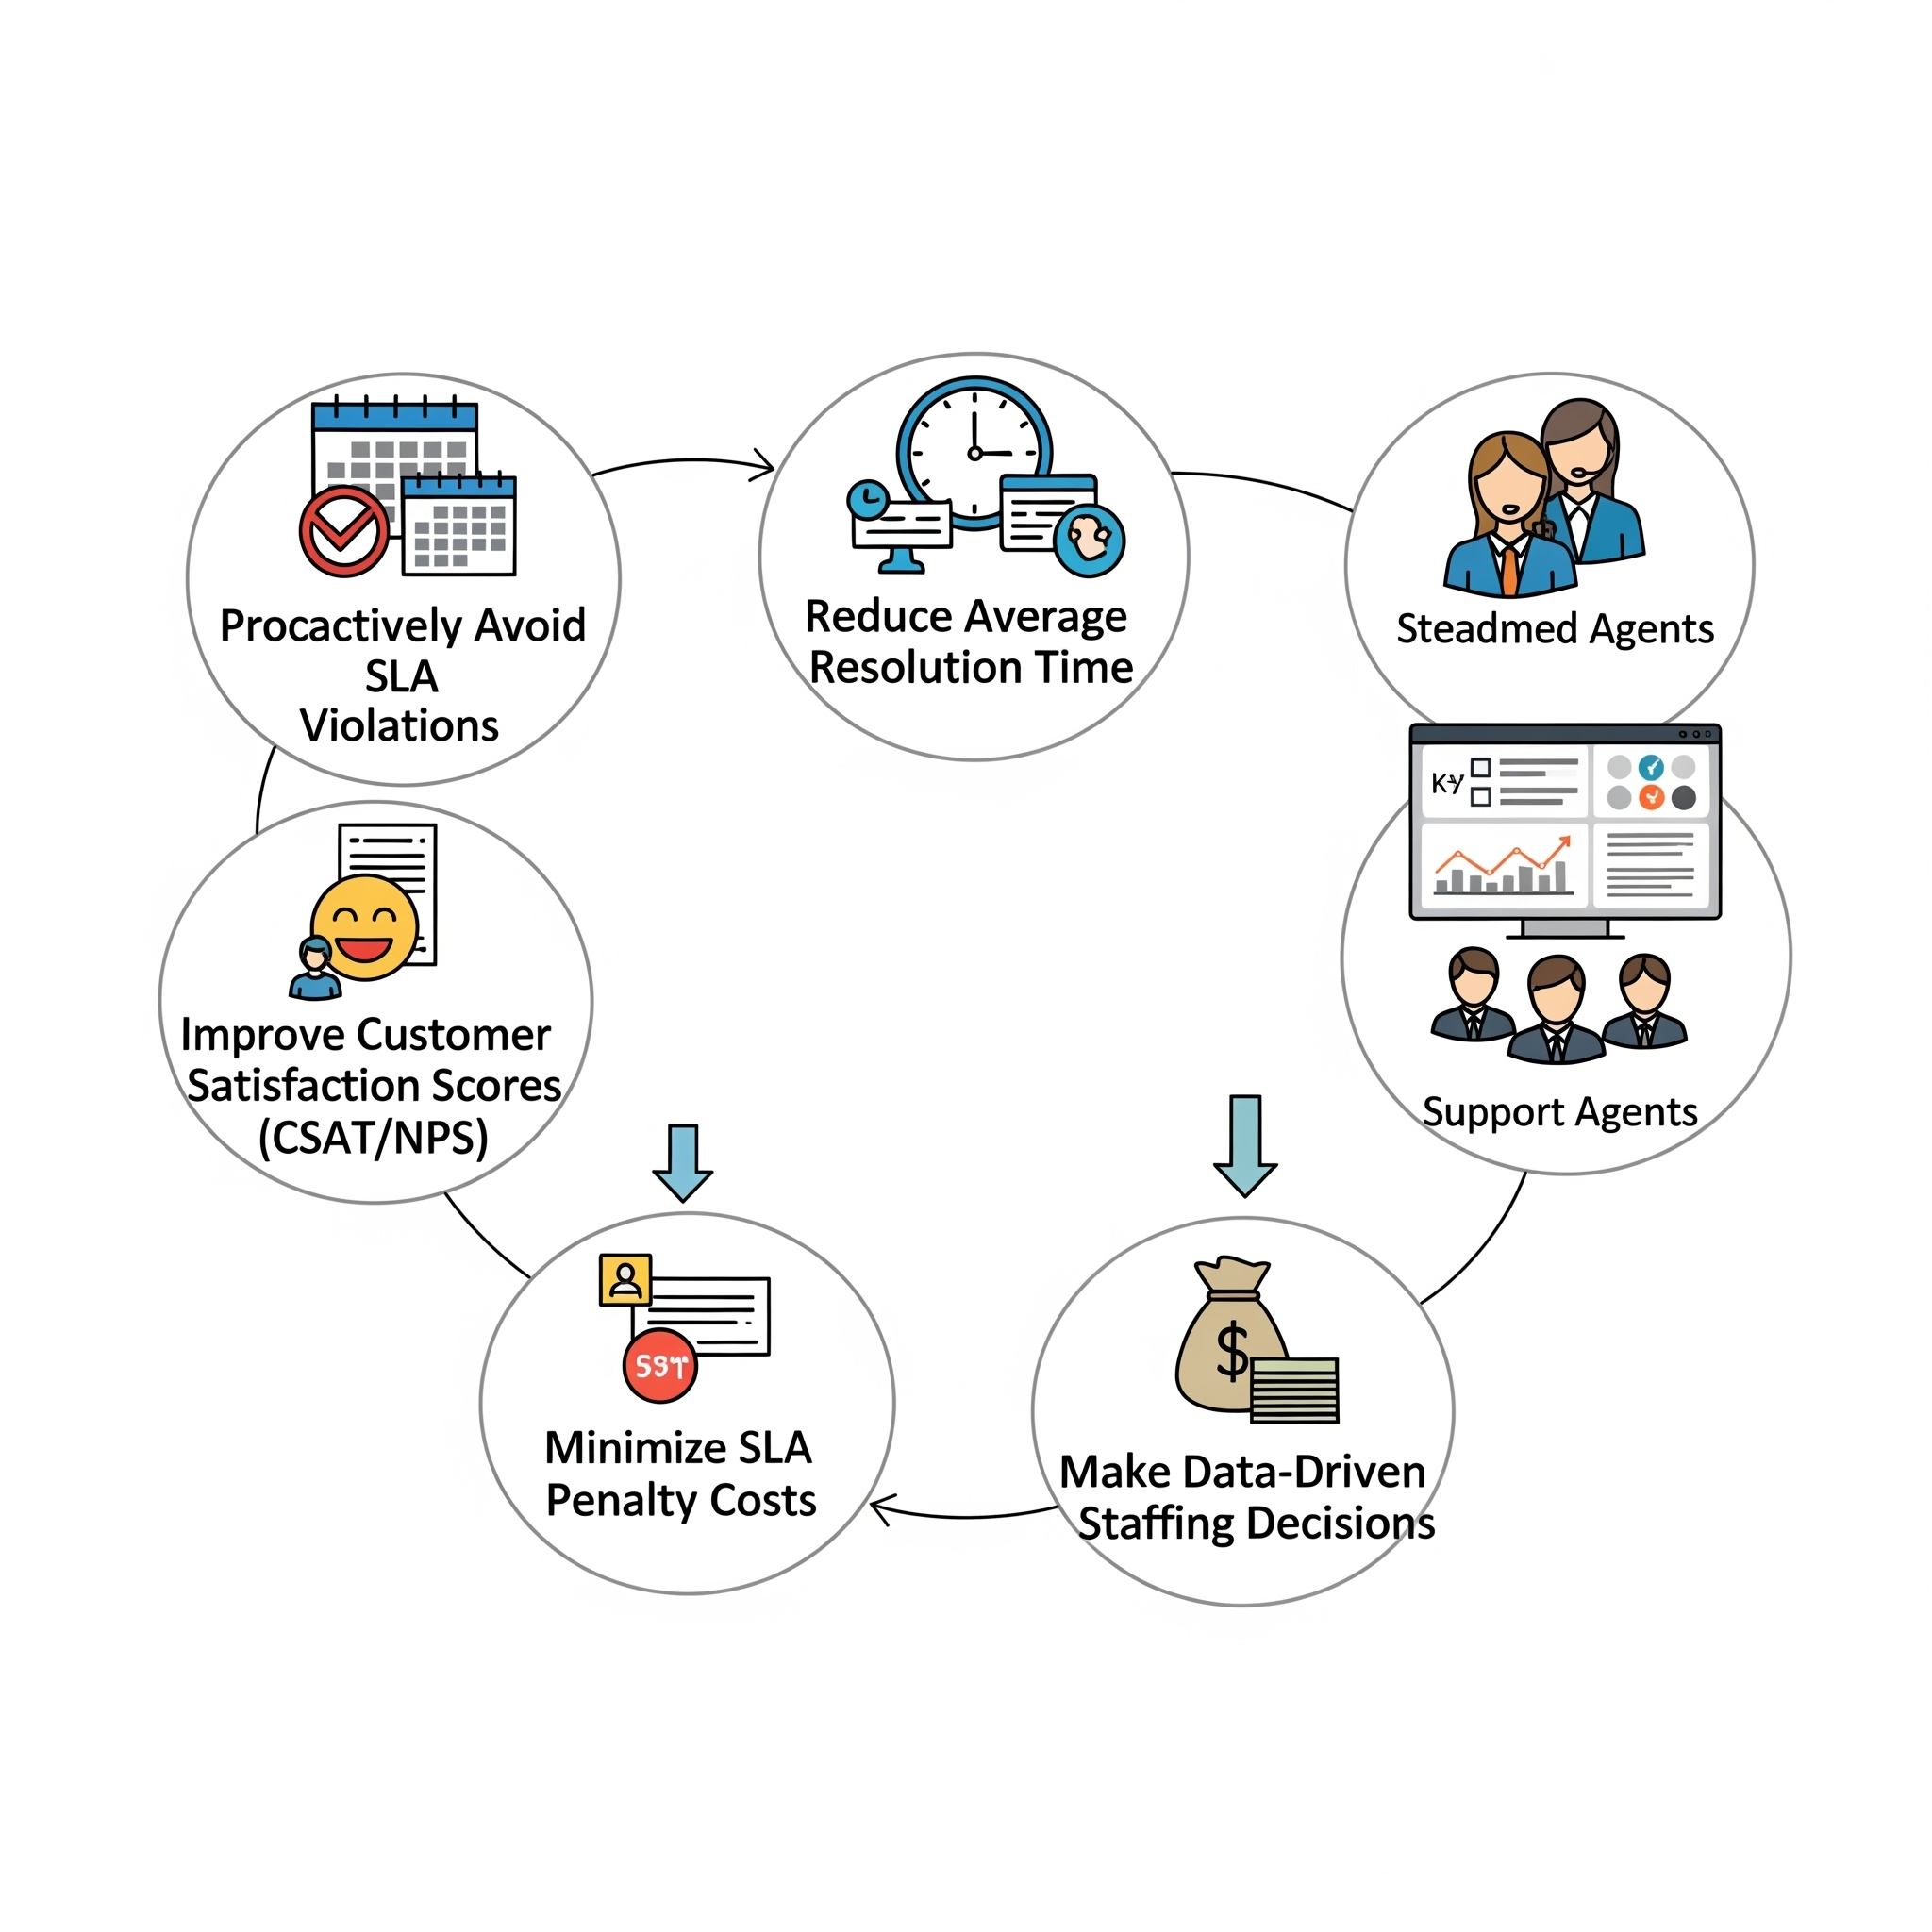 Procactively Avoid
SLA
Violations
Reduce Average
Resolution Time
Steadmed Agents
Support Agents
Improve Customer
Satisfaction Scores
(CSAT/NPS)
$
Minimize SLA
Penalty Costs
Make Data-Driven
Staffing Decisions